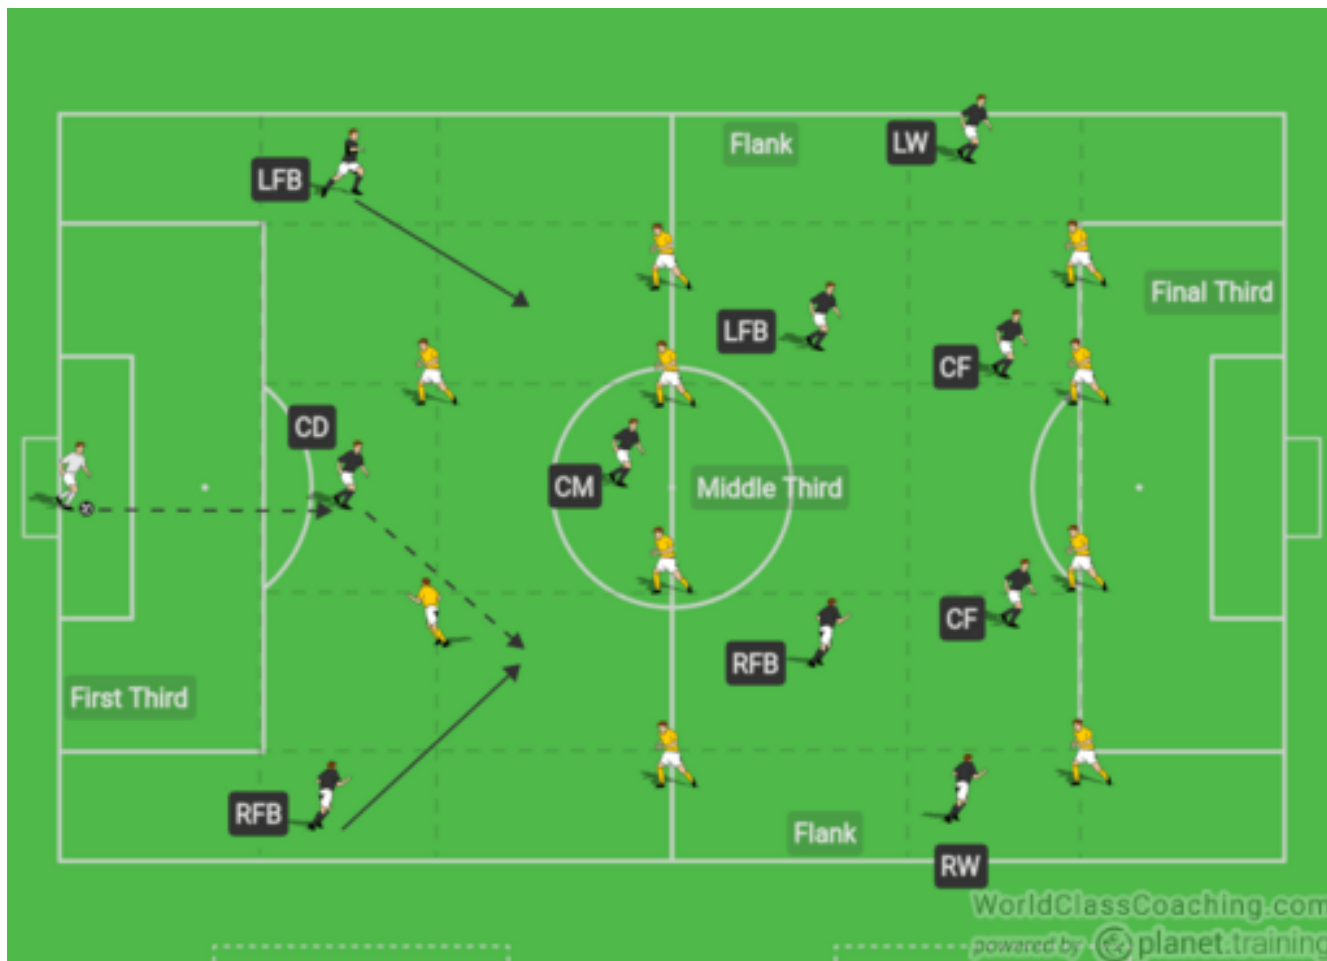 Flank
LW
LFB
Final Third
LFB
CF
CD
CM
Middle Third
CF
RFB
First Third
RFB
Flank
RW
WorldClassCoaching.com
powered by planet.training